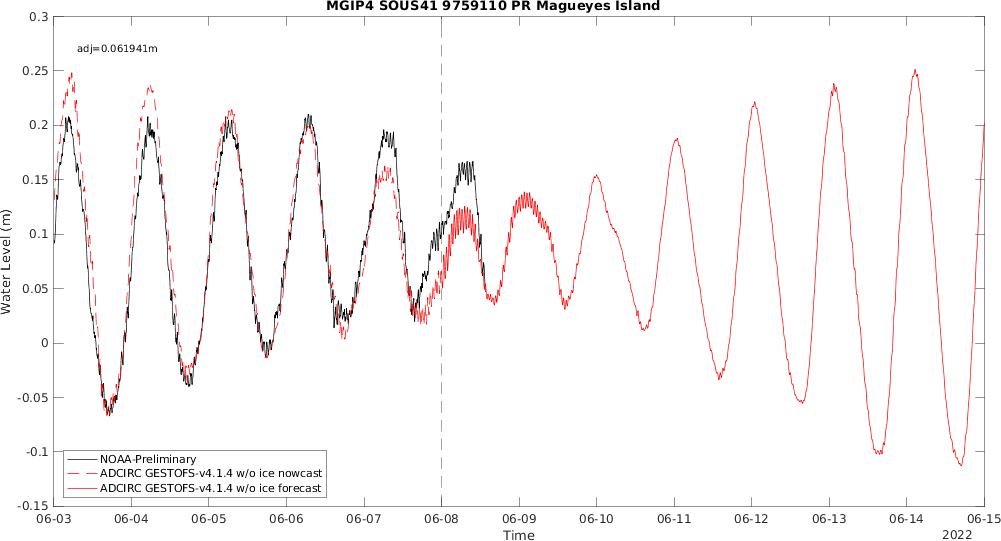 MGIP4 SOUS41 9759110 PR Magueyes Island
adj=0.061941m
0.3
0.25
0.2
0.15
0.1
0.05
0
-0.05
-0.1
-0.15
Water Level (m)
NOAA-Preliminary
ADCIRC GESTOFS-v4.1.4 w/o ice nowcast
ADCIRC GESTOFS-v4.1.4 w/o ice forecast
06-03 06-04 06-05 06-06 06-07 06-08 06-09 06-10 06-11 06-12 06-13 06-14 06-15
Time
2022